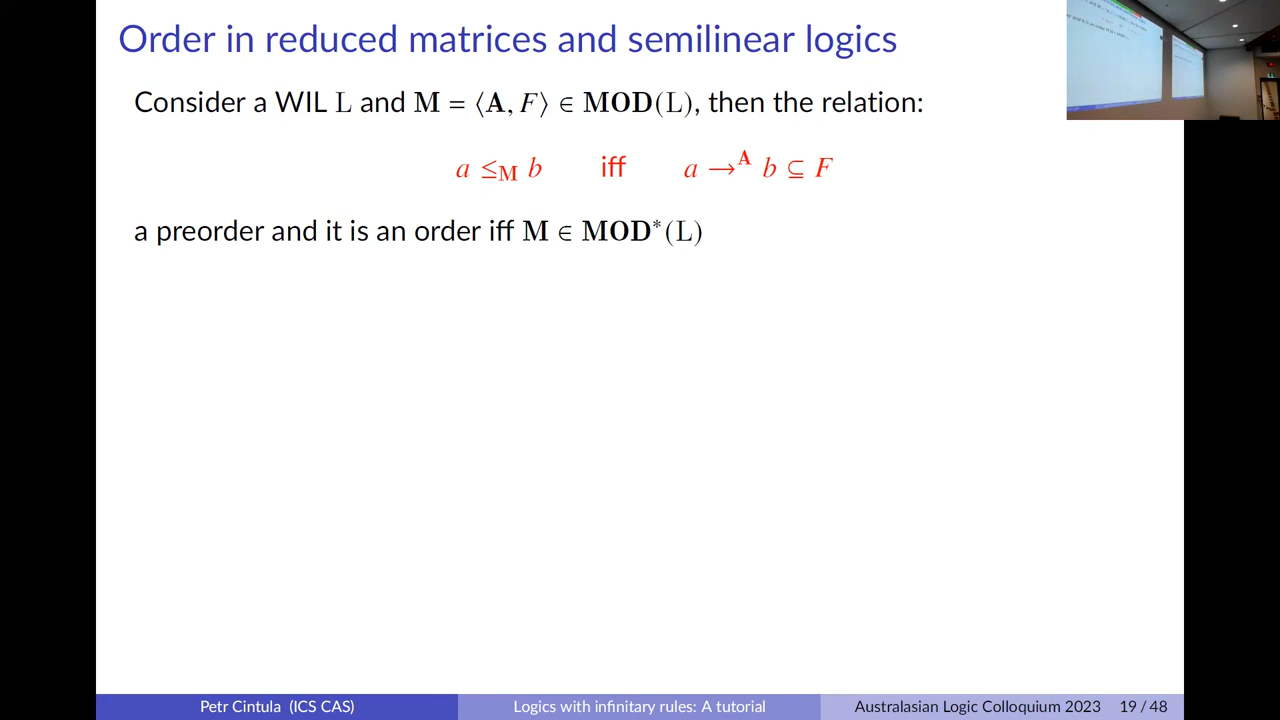 Order in reduced matrices and semilinear logics
Consider a WIL L and M = ⟨A, F⟩ ∈ MOD(L), then the relation:
a ≤_M b iff a →^A b ⊆ F
a preorder and it is an order iff M ∈ MOD*(L)
Petr Cintula (ICS CAS) Logics with infinitary rules: A tutorial Australasian Logic Colloquium 2023 19 / 48